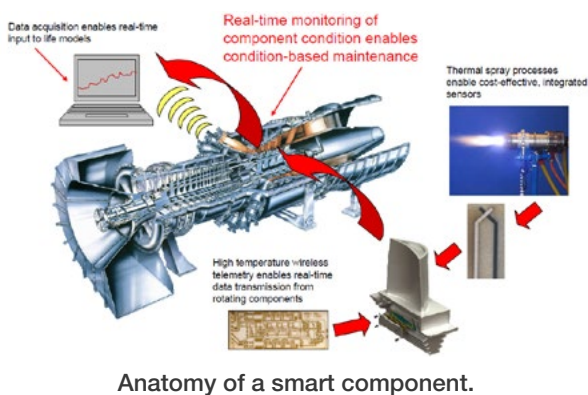 Data acquisition enables real-time
input to life models
Real-time monitoring of
component condition enables
condition-based maintenance
Thermal spray processes
enable cost-effective, integrated
sensors
High temperature wireless
telemetry enables real-time
data transmission from
rotating components
Anatomy of a smart component.